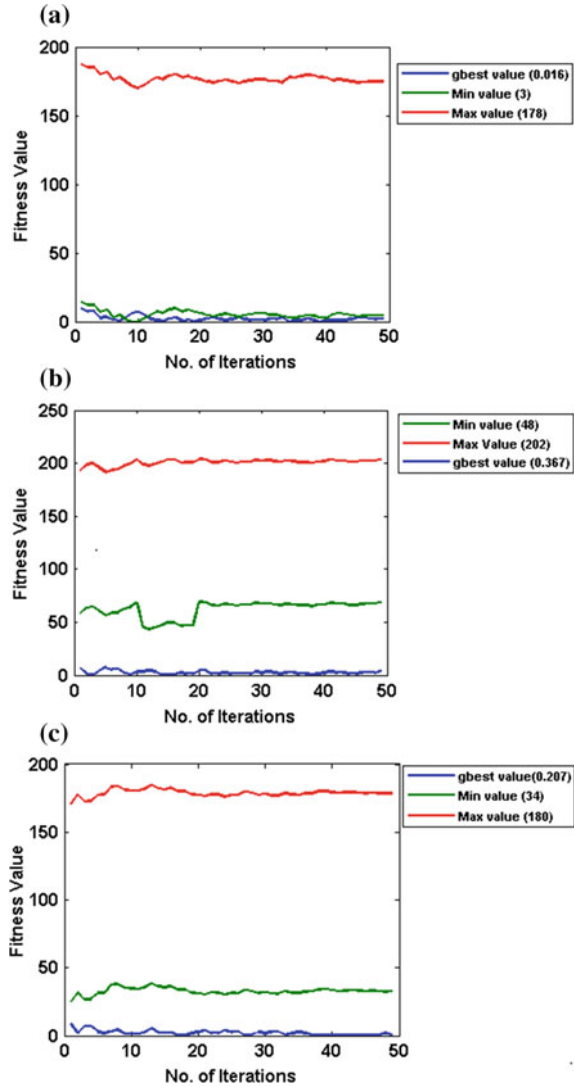 (a)
200
150
100
50
0
Fitness Value
0 10 20 30 40 50
No. of Iterations
gbest value (0.016)
Min value (3)
Max value (178)
(b)
250
200
150
100
50
0
Fitness Value
0 10 20 30 40 50
No. of Iterations
Min value (48)
Max Value (202)
gbest value (0.367)
(c)
200
150
100
50
0
Fitness Value
0 10 20 30 40 50
No. of Iterations
gbest value(0.207)
Min value (34)
Max value (180)